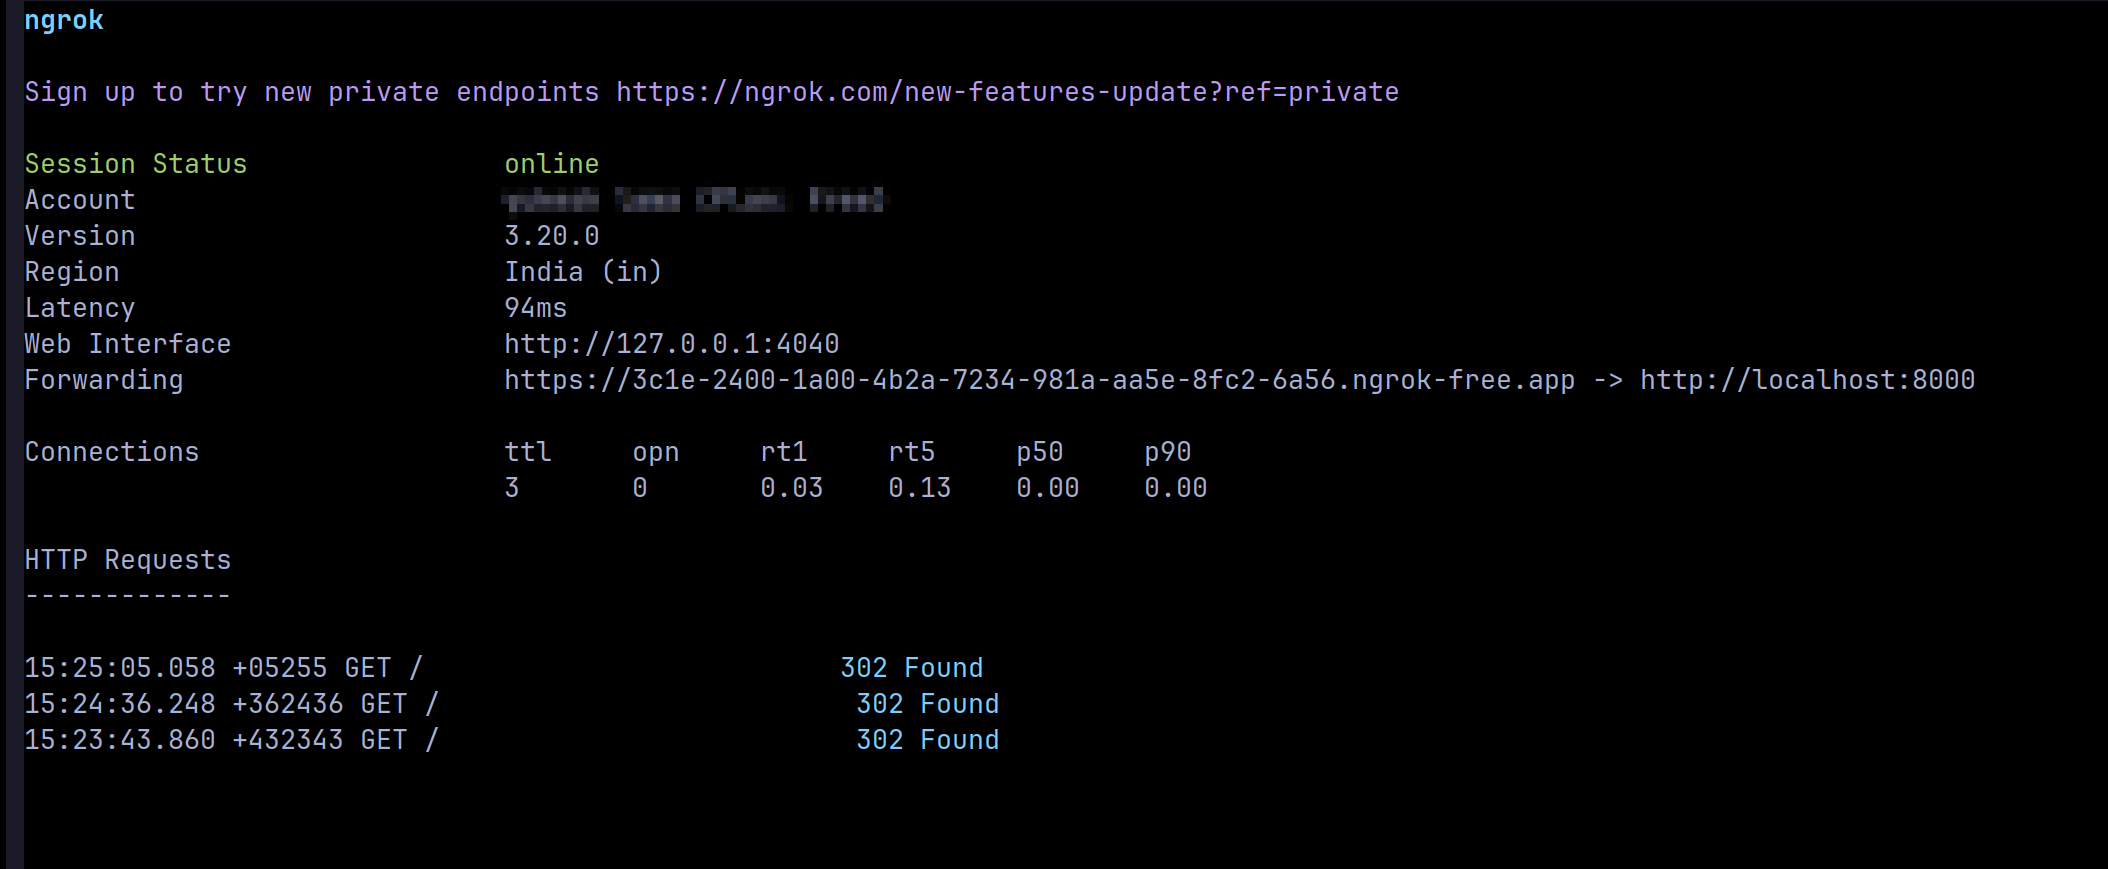 ngrok
Sign up to try new private endpoints https://ngrok.com/new-features-update?ref=private
Session Status online
Account
Version 3.20.0
Region India (in)
Latency 94ms
Web Interface http://127.0.0.1:4040
Forwarding https://3c1e-2400-1a00-4b2a-7234-981a-aa5e-8fc2-6a56.ngrok-free.app -> http://localhost:8000
Connections ttl opn rt1 rt5 p50 p90
3 0 0.03 0.13 0.00 0.00
HTTP Requests
-------------
15:25:05.058 +05255 GET / 302 Found
15:24:36.248 +362436 GET / 302 Found
15:23:43.860 +432343 GET / 302 Found